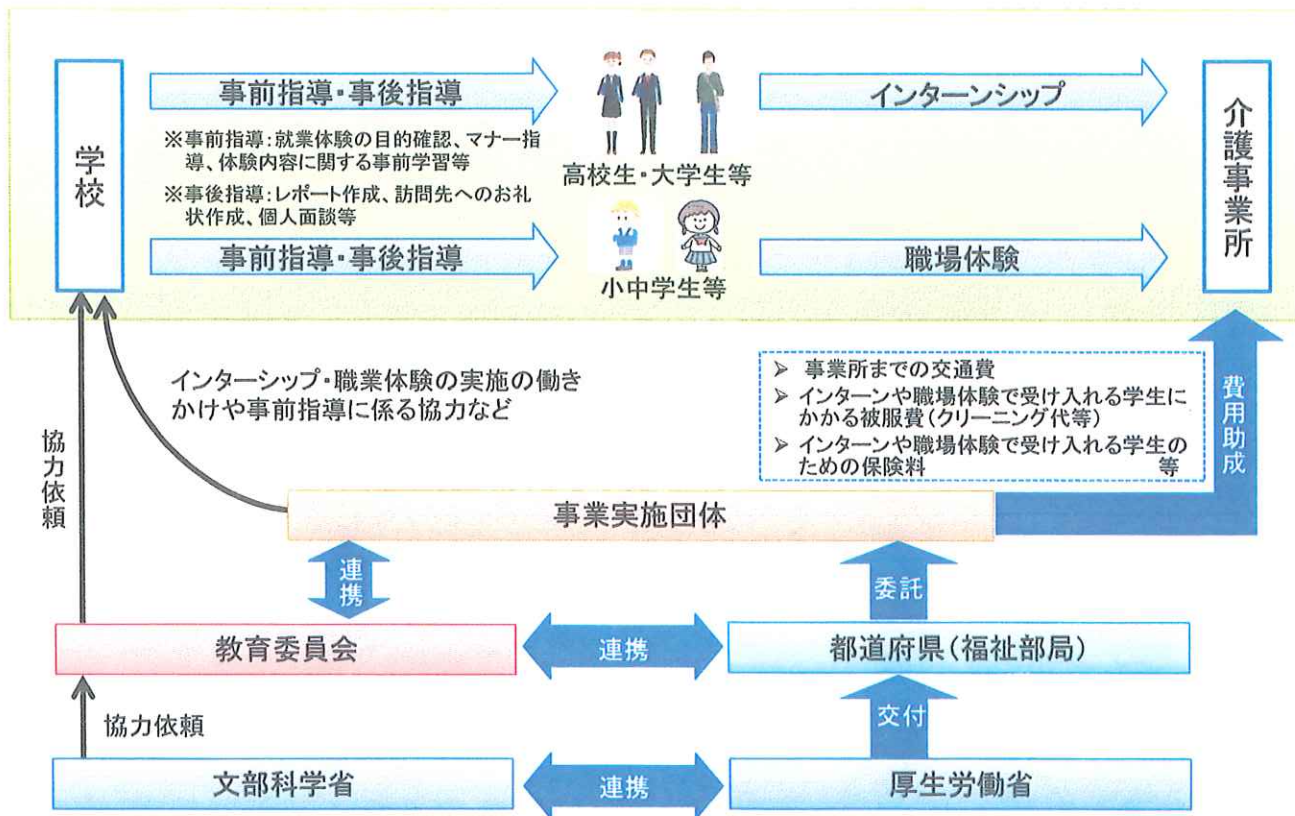 学校
事前指導・事後指導
※事前指導：就業体験の目的確認、マナー指
導、体験内容に関する事前学習等
※事後指導：レポート作成、訪問先へのお礼
状作成、個人面談等
事前指導・事後指導
高校生・大学生等
小中学生等
インターンシップ
職場体験
介護事業所
インターシップ・職業体験の実施の働き
かけや事前指導に係る協力など
➢ 事業所までの交通費
➢ インターンや職場体験で受け入れる学生に
かかる被服費（クリーニング代等）
➢ インターンや職場体験で受け入れる学生の
ための保険料 等
費用助成
協力依頼
事業実施団体
連携
委託
教育委員会
連携
都道府県（福祉部局）
協力依頼
交付
文部科学省
連携
厚生労働省